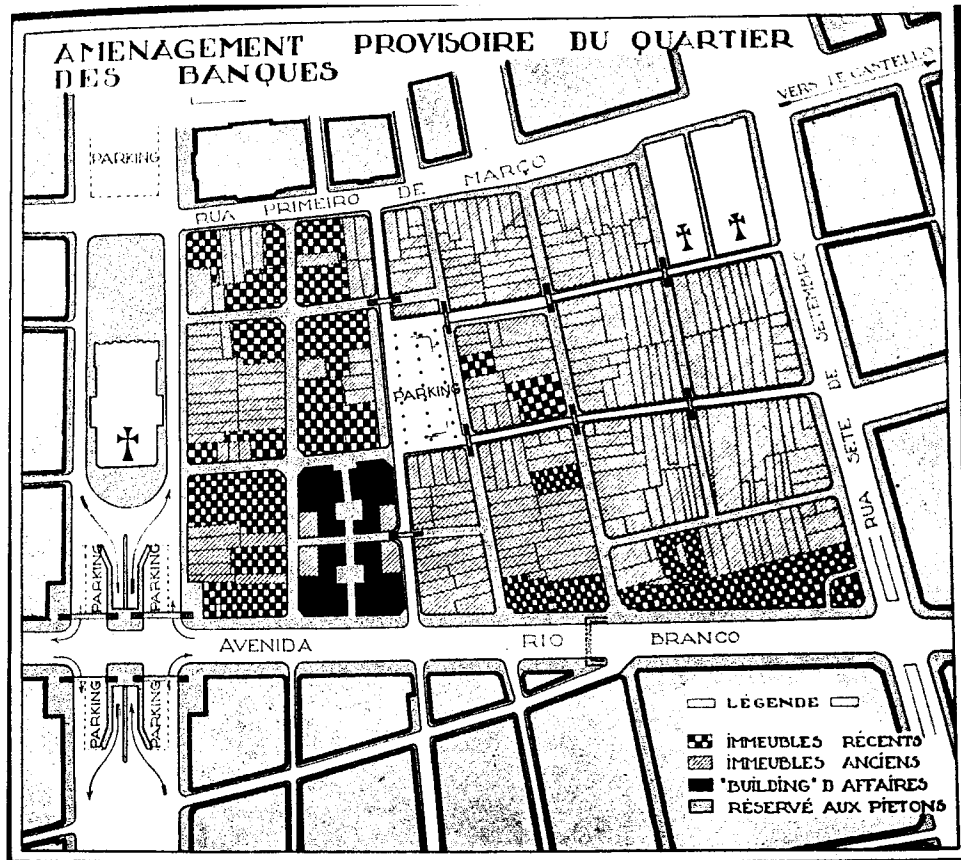 AMENAGEMENT PROVISOIRE DU QUARTIER
DES BANQUES
VERS LE CASTELLO
PARKING
RUA PRIMEIRO DE MARÇO
PARKING
RUA SETE DE SETEMBRO
PARKING
PARKING
AVENIDA RIO BRANCO
PARKING
PARKING
LÉGENDE
IMMEUBLES RÉCENTS
IMMEUBLES ANCIENS
"BUILDING" D AFFAIRES
RÉSERVÉ AUX PIETONS